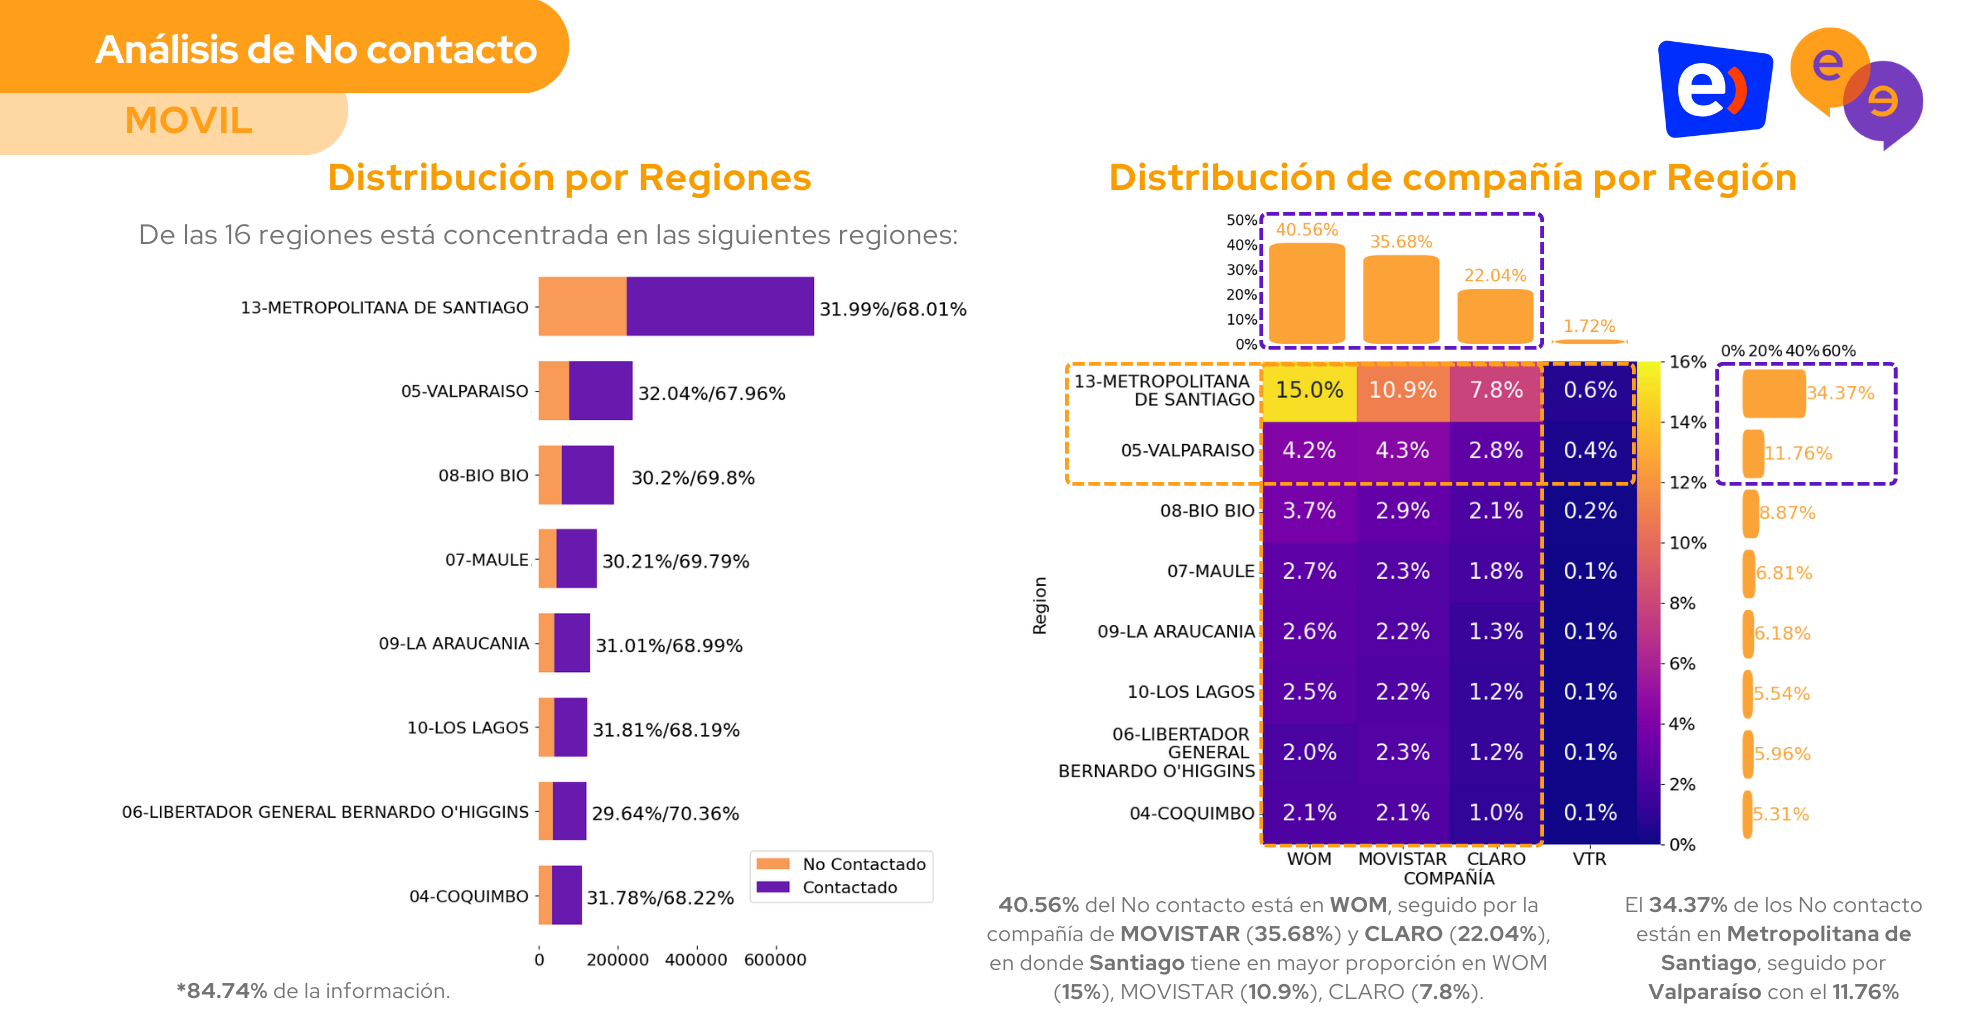 Análisis de No contacto
MOVIL
e
e
e
Distribución por Regiones
De las 16 regiones está concentrada en las siguientes regiones:
13-METROPOLITANA DE SANTIAGO
31.99%/68.01%
05-VALPARAISO
32.04%/67.96%
08-BIO BIO
30.2%/69.8%
07-MAULE
30.21%/69.79%
09-LA ARAUCANIA
31.01%/68.99%
10-LOS LAGOS
31.81%/68.19%
06-LIBERTADOR GENERAL BERNARDO O'HIGGINS
29.64%/70.36%
04-COQUIMBO
31.78%/68.22%
No Contactado
Contactado
0 200000 400000 600000
*84.74% de la información.
Distribución de compañía por Región
50%
40%
30%
20%
10%
0%
40.56%
35.68%
22.04%
1.72%
13-METROPOLITANA
DE SANTIAGO
15.0% 10.9% 7.8% 0.6%
05-VALPARAISO
4.2% 4.3% 2.8% 0.4%
08-BIO BIO
3.7% 2.9% 2.1% 0.2%
07-MAULE
2.7% 2.3% 1.8% 0.1%
09-LA ARAUCANIA
2.6% 2.2% 1.3% 0.1%
10-LOS LAGOS
2.5% 2.2% 1.2% 0.1%
06-LIBERTADOR
GENERAL
BERNARDO O'HIGGINS
2.0% 2.3% 1.2% 0.1%
04-COQUIMBO
2.1% 2.1% 1.0% 0.1%
Region
WOM MOVISTAR CLARO VTR
COMPAÑÍA
16%
14%
12%
10%
8%
6%
4%
2%
0%
0% 20% 40% 60%
34.37%
11.76%
8.87%
6.81%
6.18%
5.54%
5.96%
5.31%
40.56% del No contacto está en WOM, seguido por la
compañía de MOVISTAR (35.68%) y CLARO (22.04%),
en donde Santiago tiene en mayor proporción en WOM
(15%), MOVISTAR (10.9%), CLARO (7.8%).
El 34.37% de los No contacto
están en Metropolitana de
Santiago, seguido por
Valparaíso con el 11.76%